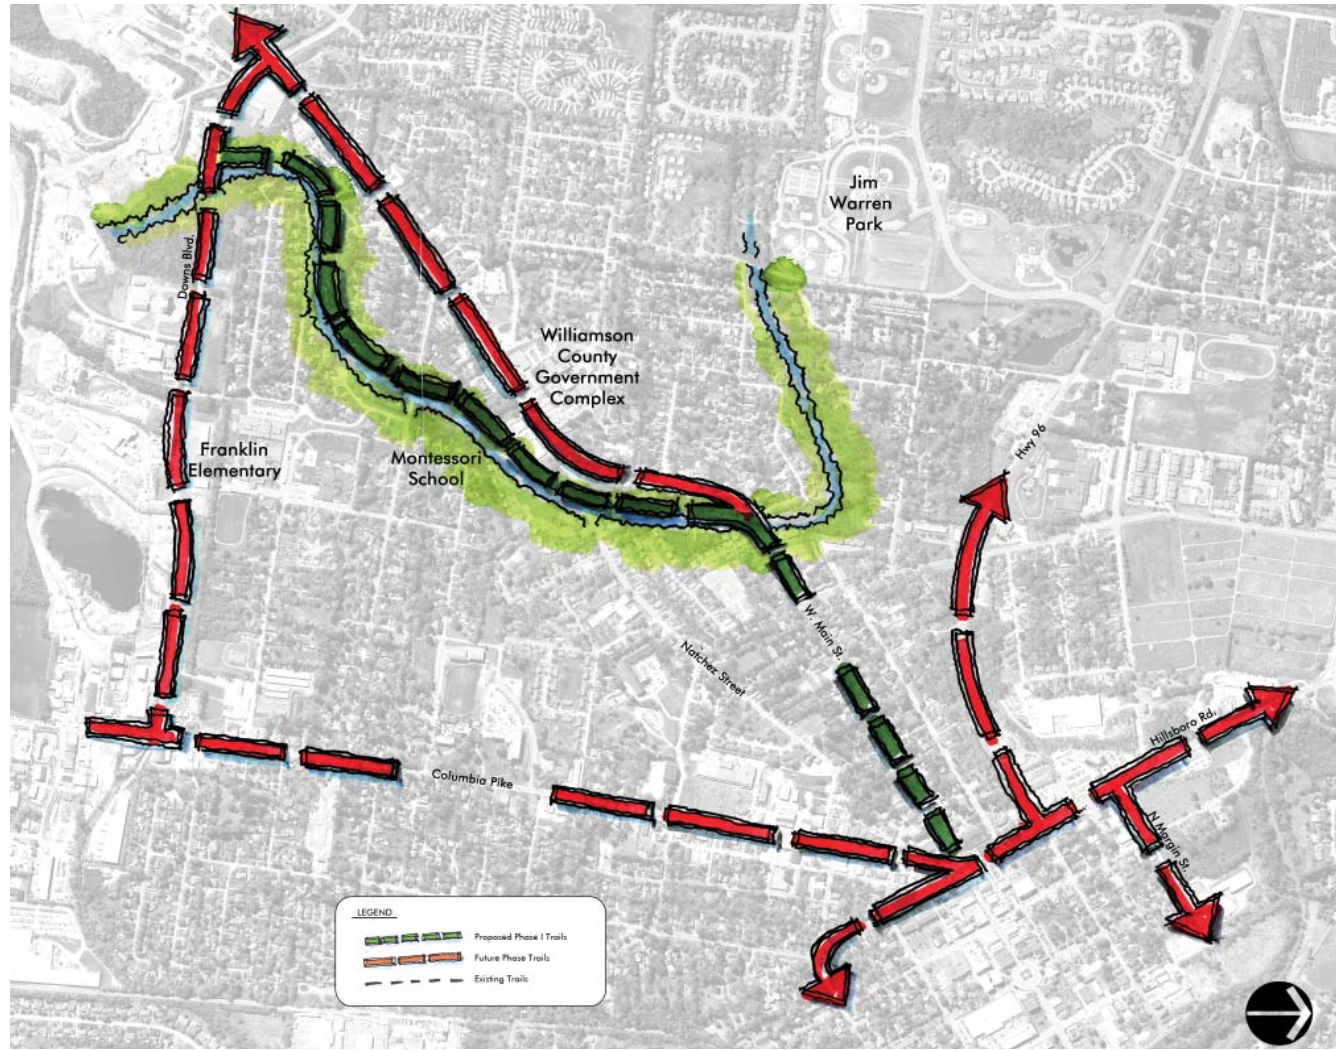 Jim
Warren
Park
Downs Blvd.
Williamson
County
Government
Complex
Hwy 96
Franklin
Elementary
Montessori
School
W. Main St.
Natchez Street
Hillsboro Rd.
Columbia Pike
N Margin St.
LEGEND
Proposed Phase I Trails
Future Phase Trails
Existing Trails